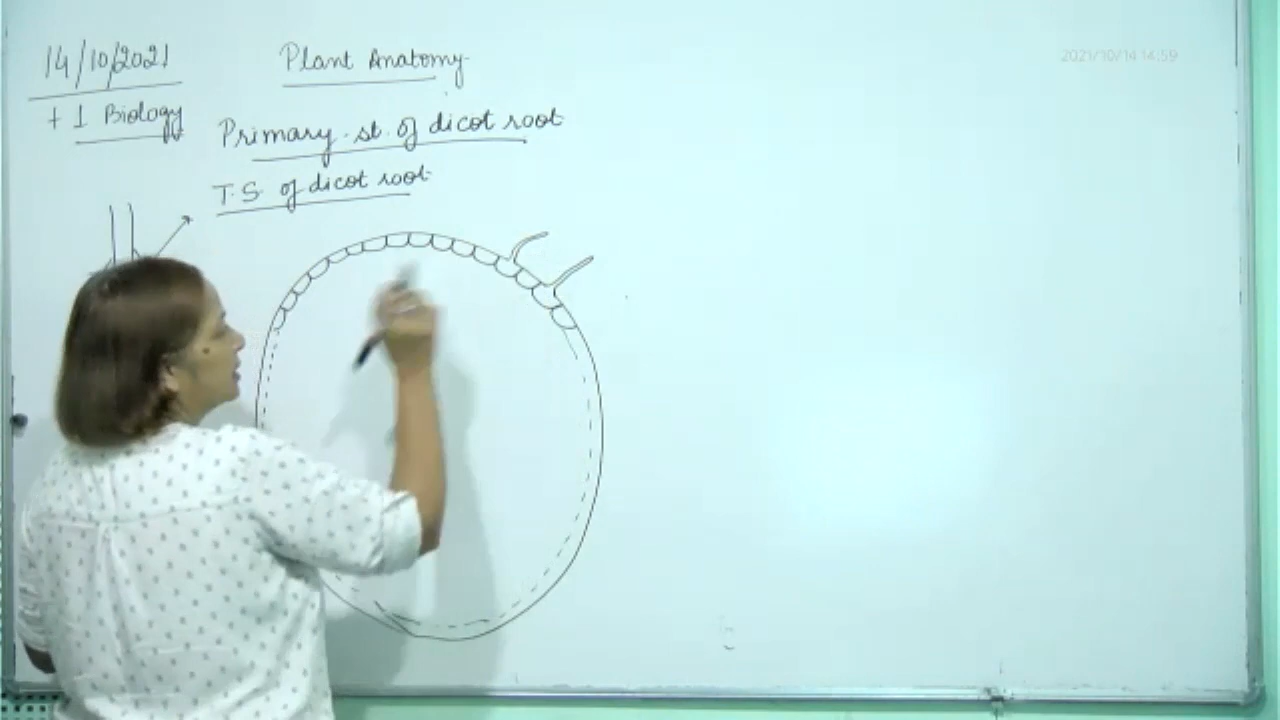 14/10/2021
Plant Anatomy
2021/10/14 14:59
+ 1 Biology
Primary. st. of dicot root
T.S. of dicot root